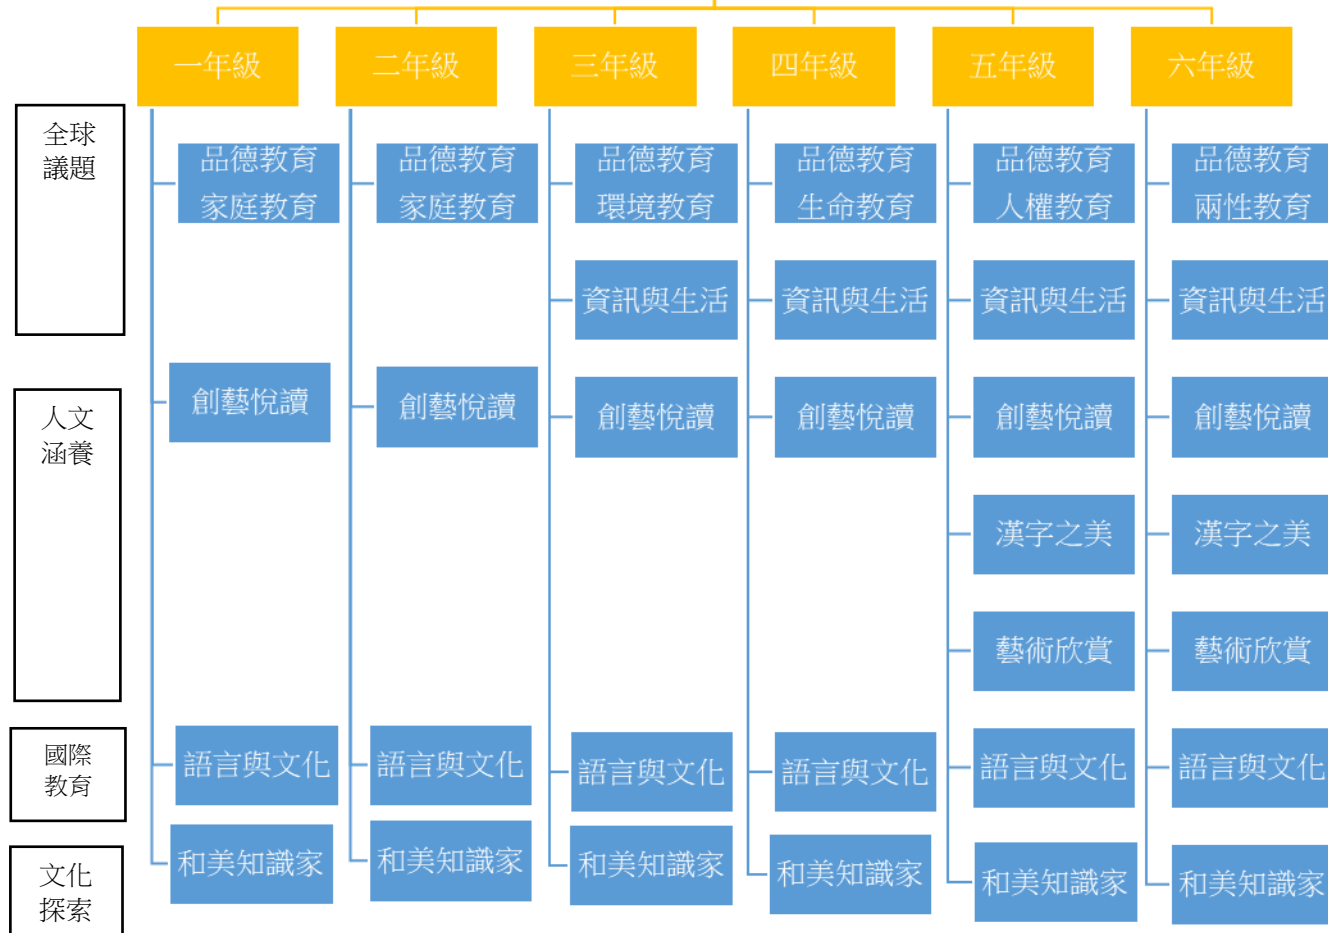 一年級
二年級
三年級
四年級
五年級
六年級
全球
議題
品德教育
家庭教育
品德教育
家庭教育
品德教育
環境教育
品德教育
生命教育
品德教育
人權教育
品德教育
兩性教育
資訊與生活
資訊與生活
資訊與生活
資訊與生活
人文
涵養
創藝悅讀
創藝悅讀
創藝悅讀
創藝悅讀
創藝悅讀
創藝悅讀
漢字之美
漢字之美
藝術欣賞
藝術欣賞
國際
教育
語言與文化
語言與文化
語言與文化
語言與文化
語言與文化
語言與文化
文化
探索
和美知識家
和美知識家
和美知識家
和美知識家
和美知識家
和美知識家